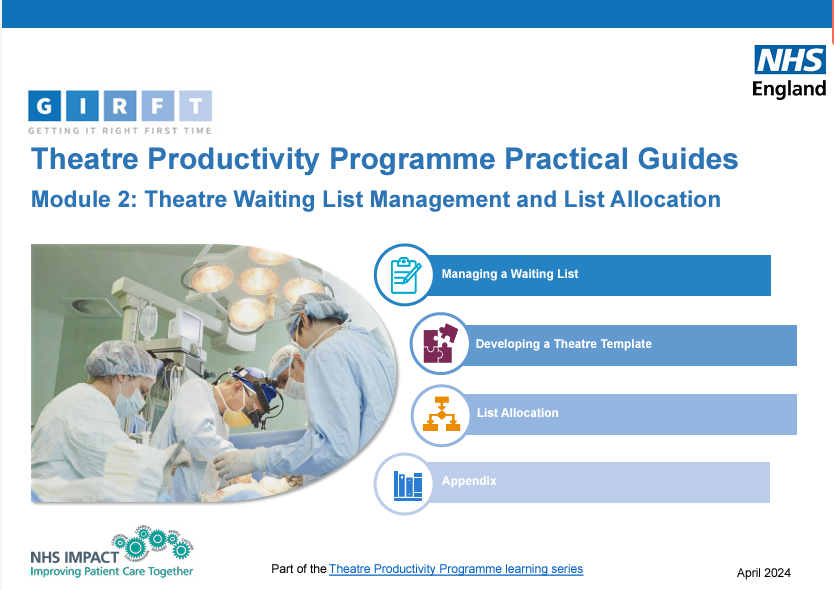 NHS
England
GIRFT
GETTING IT RIGHT FIRST TIME
Theatre Productivity Programme Practical Guides
Module 2: Theatre Waiting List Management and List Allocation
Managing a Waiting List
Developing a Theatre Template
List Allocation
Appendix
NHS IMPACT
Improving Patient Care Together
Part of the Theatre Productivity Programme learning series
April 2024